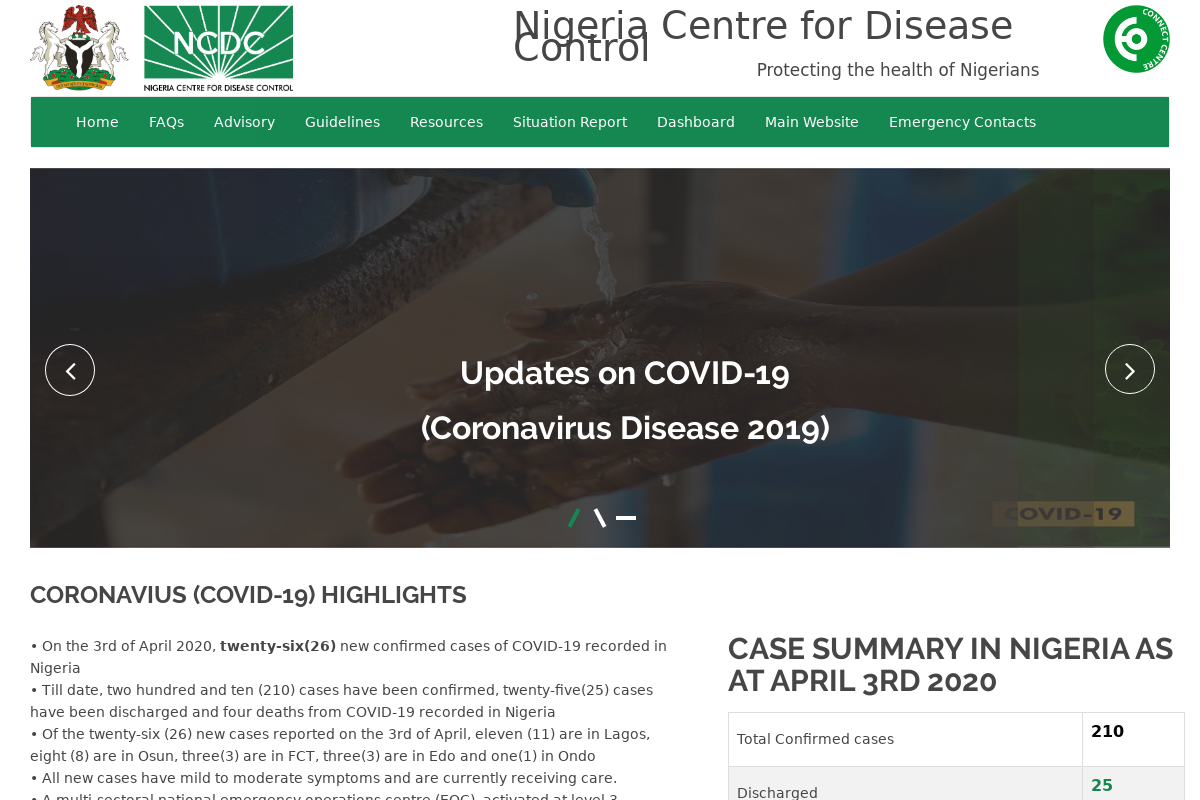 NCDC
NIGERIA CENTRE FOR DISEASE CONTROL
Nigeria Centre for Disease
Control
Protecting the health of Nigerians
CONNECT CENTRE
Home FAQs Advisory Guidelines Resources Situation Report Dashboard Main Website Emergency Contacts
Updates on COVID-19
(Coronavirus Disease 2019)
COVID-19
CORONAVIUS (COVID-19) HIGHLIGHTS
• On the 3rd of April 2020, twenty-six(26) new confirmed cases of COVID-19 recorded in
Nigeria
• Till date, two hundred and ten (210) cases have been confirmed, twenty-five(25) cases
have been discharged and four deaths from COVID-19 recorded in Nigeria
• Of the twenty-six (26) new cases reported on the 3rd of April, eleven (11) are in Lagos,
eight (8) are in Osun, three(3) are in FCT, three(3) are in Edo and one(1) in Ondo
• All new cases have mild to moderate symptoms and are currently receiving care.
• A multi-sectoral national emergency operations centre (EOC), activated at level 3
CASE SUMMARY IN NIGERIA AS
AT APRIL 3RD 2020
Total Confirmed cases 210
Discharged 25